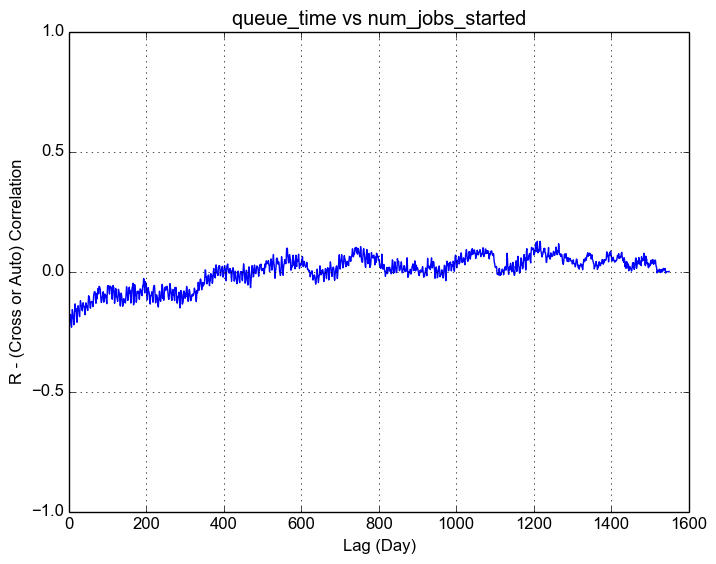 queue_time vs num_jobs_started
1.0
0.5
0.0
−0.5
−1.0
R - (Cross or Auto) Correlation
0 200 400 600 800 1000 1200 1400 1600
Lag (Day)